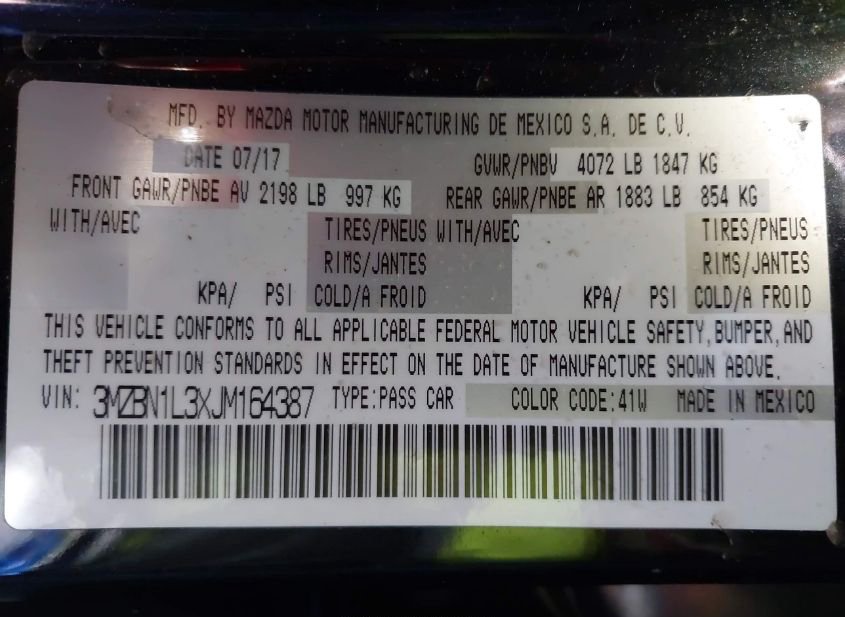 MFD. BY MAZDA MOTOR MANUFACTURING DE MEXICO S.A. DE C.V.
DATE 07/17 GVWR/PNBV 4072 LB 1847 KG
FRONT GAWR/PNBE AV 2198 LB 997 KG REAR GAWR/PNBE AR 1883 LB 854 KG
WITH/AVEC TIRES/PNEUS WITH/AVEC TIRES/PNEUS
RIMS/JANTES RIMS/JANTES
KPA/ PSI COLD/A FROID KPA/ PSI COLD/A FROID
THIS VEHICLE CONFORMS TO ALL APPLICABLE FEDERAL MOTOR VEHICLE SAFETY, BUMPER, AND
THEFT PREVENTION STANDARDS IN EFFECT ON THE DATE OF MANUFACTURE SHOWN ABOVE.
VIN: 3MZBN1L3XJM164387 TYPE:PASS CAR COLOR CODE:41W MADE IN MEXICO